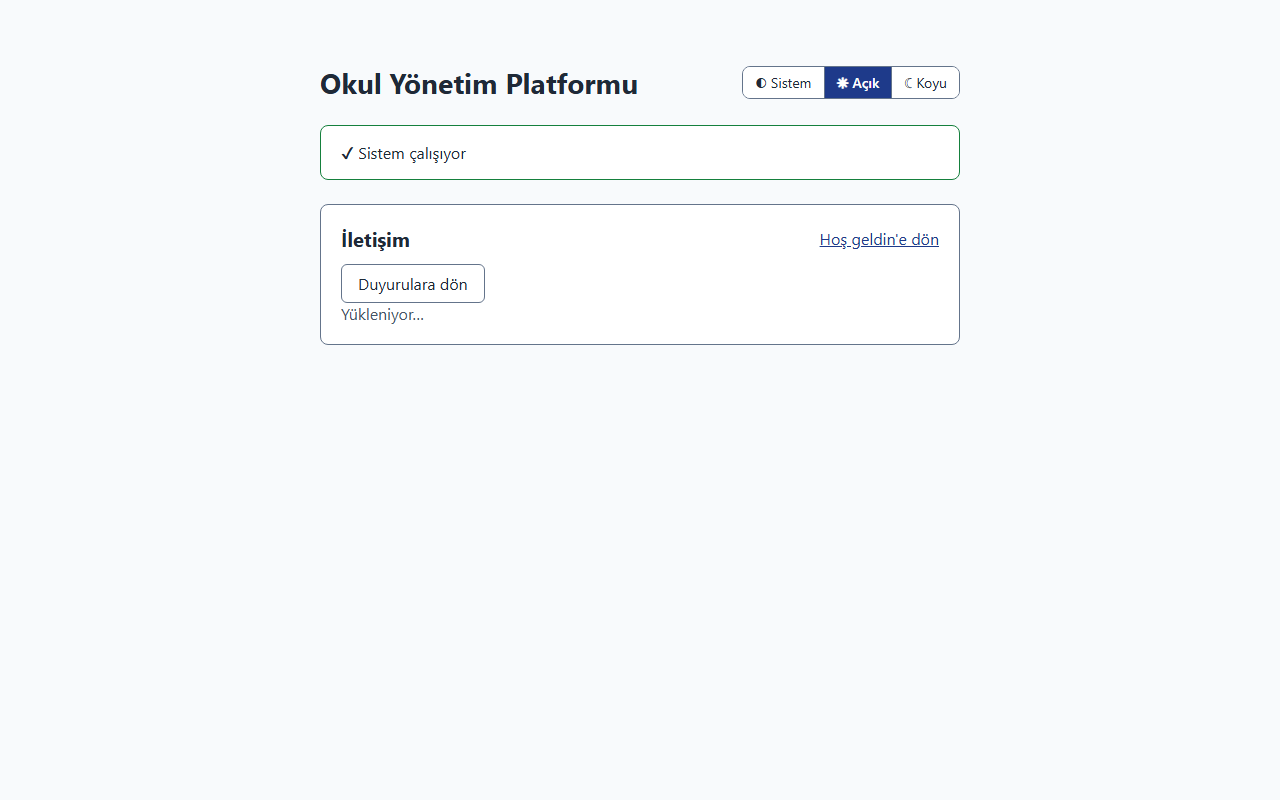 Okul Yönetim Platformu
◐ Sistem ❋ Açık ☾ Koyu
✓ Sistem çalışıyor
İletişim
Hoş geldin'e dön
Duyurulara dön
Yükleniyor...